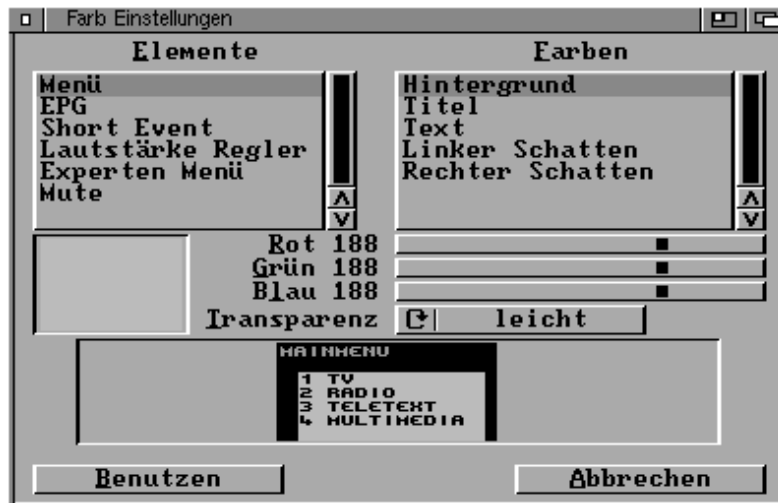 Farb Einstellungen
Elemente
Farben
Menü
EPG
Short Event
Lautstärke Regler
Experten Menü
Mute
Hintergrund
Titel
Text
Linker Schatten
Rechter Schatten
Rot 188
Grün 188
Blau 188
Transparenz leicht
MAINMENU
1 TV
2 RADIO
3 TELETEXT
4 MULTIMEDIA
Benutzen
Abbrechen